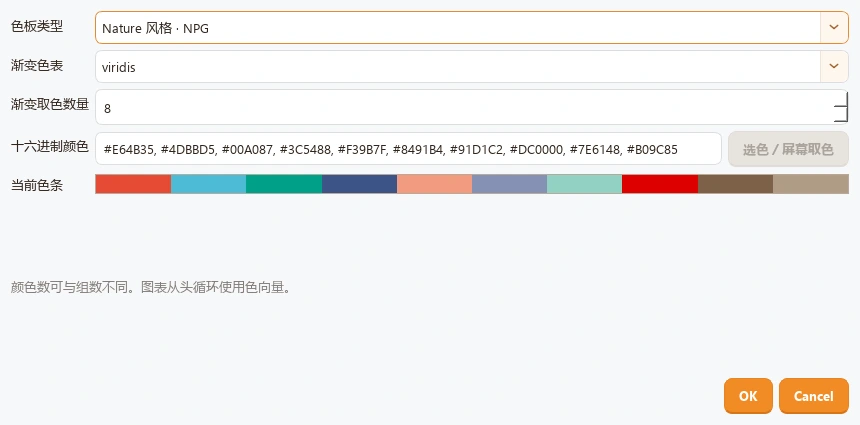 色板类型 Nature 风格 · NPG
渐变色表 viridis
渐变取色数量 8
十六进制颜色 #E64B35, #4DBBD5, #00A087, #3C5488, #F39B7F, #8491B4, #91D1C2, #DC0000, #7E6148, #B09C85 选色 / 屏幕取色
当前色条
颜色数可与组数不同。图表从头循环使用色向量。
OK Cancel